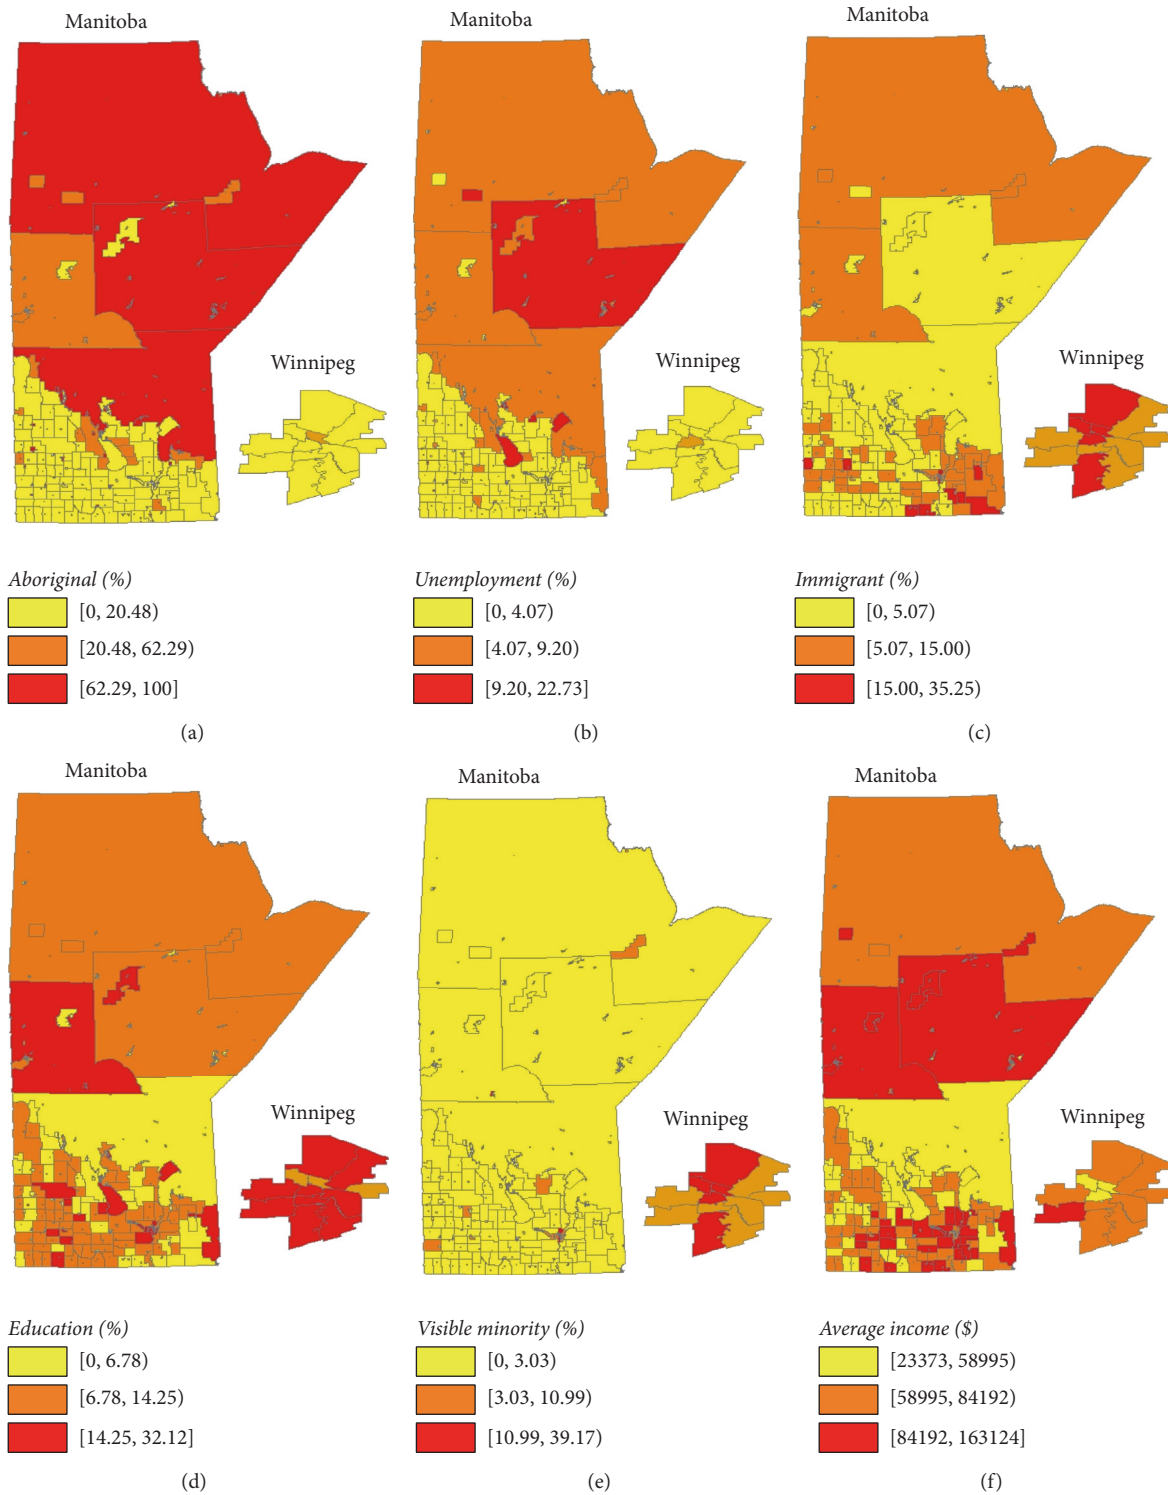 Manitoba
Winnipeg
Aboriginal (%)
[0, 20.48)
[20.48, 62.29)
[62.29, 100]
(a)
Manitoba
Winnipeg
Unemployment (%)
[0, 4.07)
[4.07, 9.20)
[9.20, 22.73]
(b)
Manitoba
Winnipeg
Immigrant (%)
[0, 5.07)
[5.07, 15.00)
[15.00, 35.25)
(c)
Manitoba
Winnipeg
Education (%)
[0, 6.78)
[6.78, 14.25)
[14.25, 32.12]
(d)
Manitoba
Winnipeg
Visible minority (%)
[0, 3.03)
[3.03, 10.99)
[10.99, 39.17)
(e)
Manitoba
Winnipeg
Average income ($)
[23373, 58995)
[58995, 84192)
[84192, 163124]
(f)